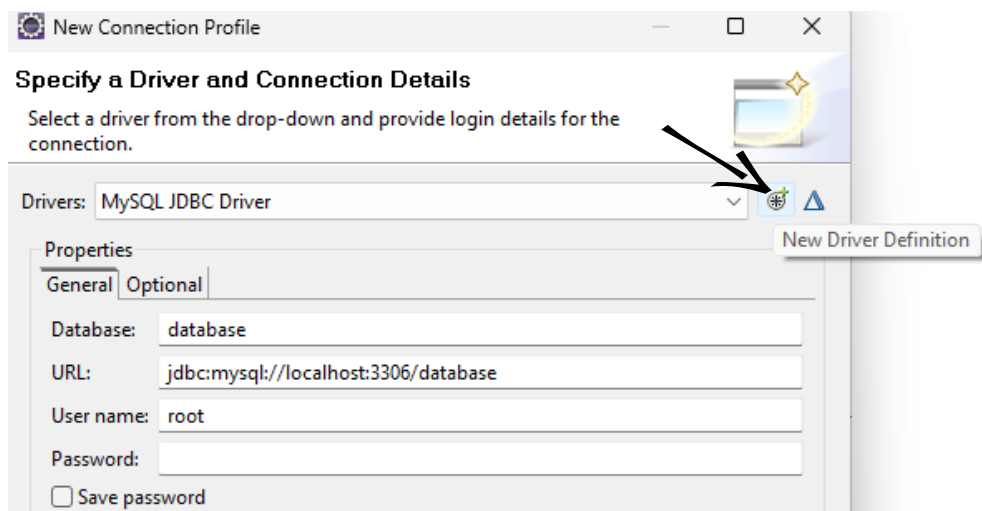 New Connection Profile
Specify a Driver and Connection Details
Select a driver from the drop-down and provide login details for the
connection.
Drivers: MySQL JDBC Driver
New Driver Definition
Properties
General Optional
Database: database
URL: jdbc:mysql://localhost:3306/database
User name: root
Password:
Save password